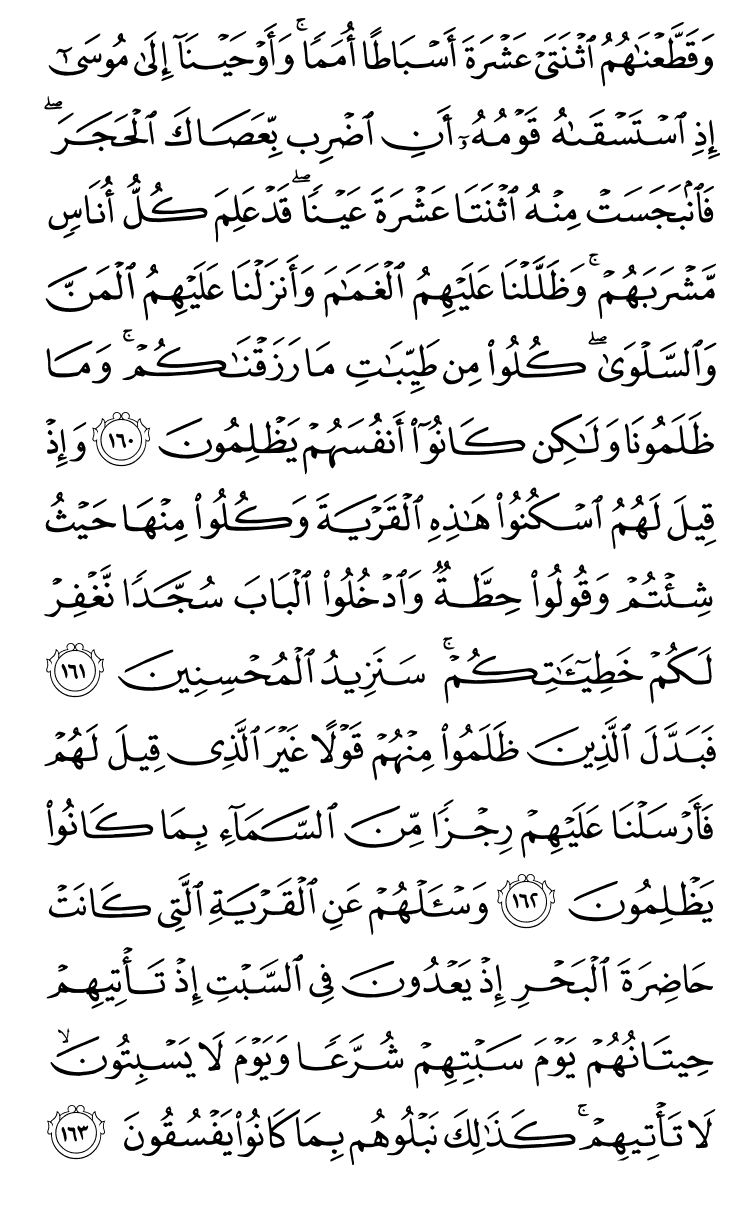 وَقَطَّعْنَٰهُمُ ٱثْنَتَىْ عَشْرَةَ أَسْبَاطًا أُمَمًا ۚ وَأَوْحَيْنَآ إِلَىٰ مُوسَىٰٓ
إِذِ ٱسْتَسْقَىٰهُ قَوْمُهُۥٓ أَنِ ٱضْرِب بِّعَصَاكَ ٱلْحَجَرَ ۖ
فَٱنۢبَجَسَتْ مِنْهُ ٱثْنَتَا عَشْرَةَ عَيْنًا ۖ قَدْ عَلِمَ كُلُّ أُنَاسٍ
مَّشْرَبَهُمْ ۚ وَظَلَّلْنَا عَلَيْهِمُ ٱلْغَمَٰمَ وَأَنزَلْنَا عَلَيْهِمُ ٱلْمَنَّ
وَٱلسَّلْوَىٰ ۖ كُلُوا۟ مِن طَيِّبَٰتِ مَا رَزَقْنَٰكُمْ ۚ وَمَا
ظَلَمُونَا وَلَٰكِن كَانُوٓا۟ أَنفُسَهُمْ يَظْلِمُونَ ١٦٠ وَإِذْ
قِيلَ لَهُمُ ٱسْكُنُوا۟ هَٰذِهِ ٱلْقَرْيَةَ وَكُلُوا۟ مِنْهَا حَيْثُ
شِئْتُمْ وَقُولُوا۟ حِطَّةٌ وَٱدْخُلُوا۟ ٱلْبَابَ سُجَّدًا نَّغْفِرْ
لَكُمْ خَطِيٓـَٰٔتِكُمْ ۚ سَنَزِيدُ ٱلْمُحْسِنِينَ ١٦١
فَبَدَّلَ ٱلَّذِينَ ظَلَمُوا۟ مِنْهُمْ قَوْلًا غَيْرَ ٱلَّذِى قِيلَ لَهُمْ
فَأَرْسَلْنَا عَلَيْهِمْ رِجْزًا مِّنَ ٱلسَّمَآءِ بِمَا كَانُوا۟
يَظْلِمُونَ ١٦٢ وَسْـَٔلْهُمْ عَنِ ٱلْقَرْيَةِ ٱلَّتِى كَانَتْ
حَاضِرَةَ ٱلْبَحْرِ إِذْ يَعْدُونَ فِى ٱلسَّبْتِ إِذْ تَأْتِيهِمْ
حِيتَانُهُمْ يَوْمَ سَبْتِهِمْ شُرَّعًا وَيَوْمَ لَا يَسْبِتُونَ ۙ
لَا تَأْتِيهِمْ ۚ كَذَٰلِكَ نَبْلُوهُم بِمَا كَانُوا۟ يَفْسُقُونَ ١٦٣